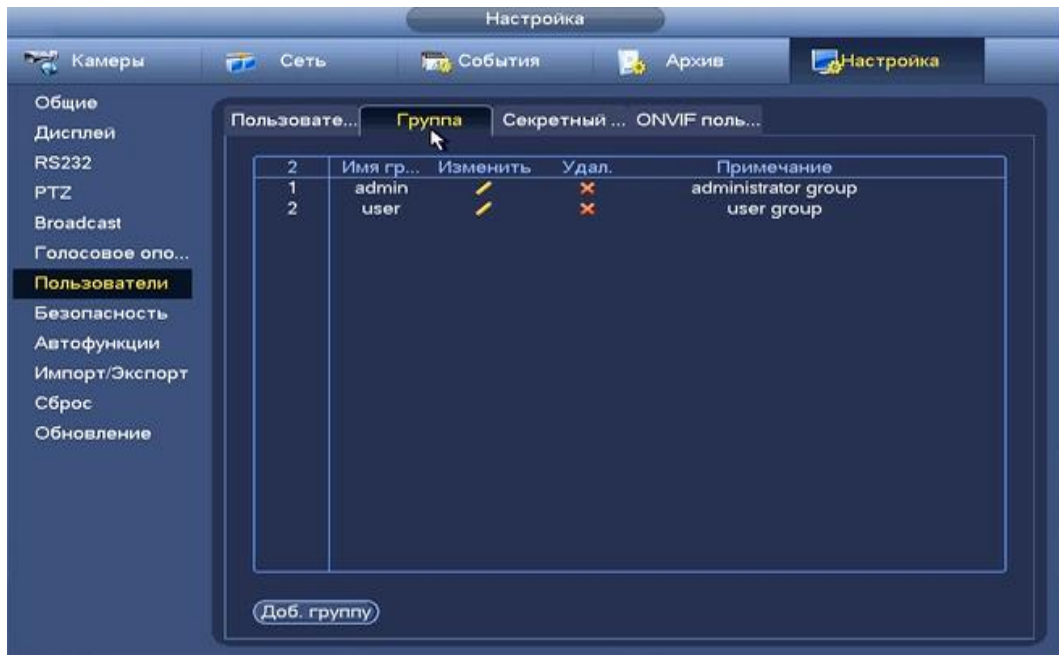 Настройка
Камеры Сеть События Архив Настройка
Общие
Дисплей
RS232
PTZ
Broadcast
Голосовое опо...
Пользователи
Безопасность
Автофункции
Импорт/Экспорт
Сброс
Обновление
Пользовате... Группа Секретный ... ONVIF поль...
2 Имя гр... Изменить Удал. Примечание
1 admin administrator group
2 user user group
Доб. группу